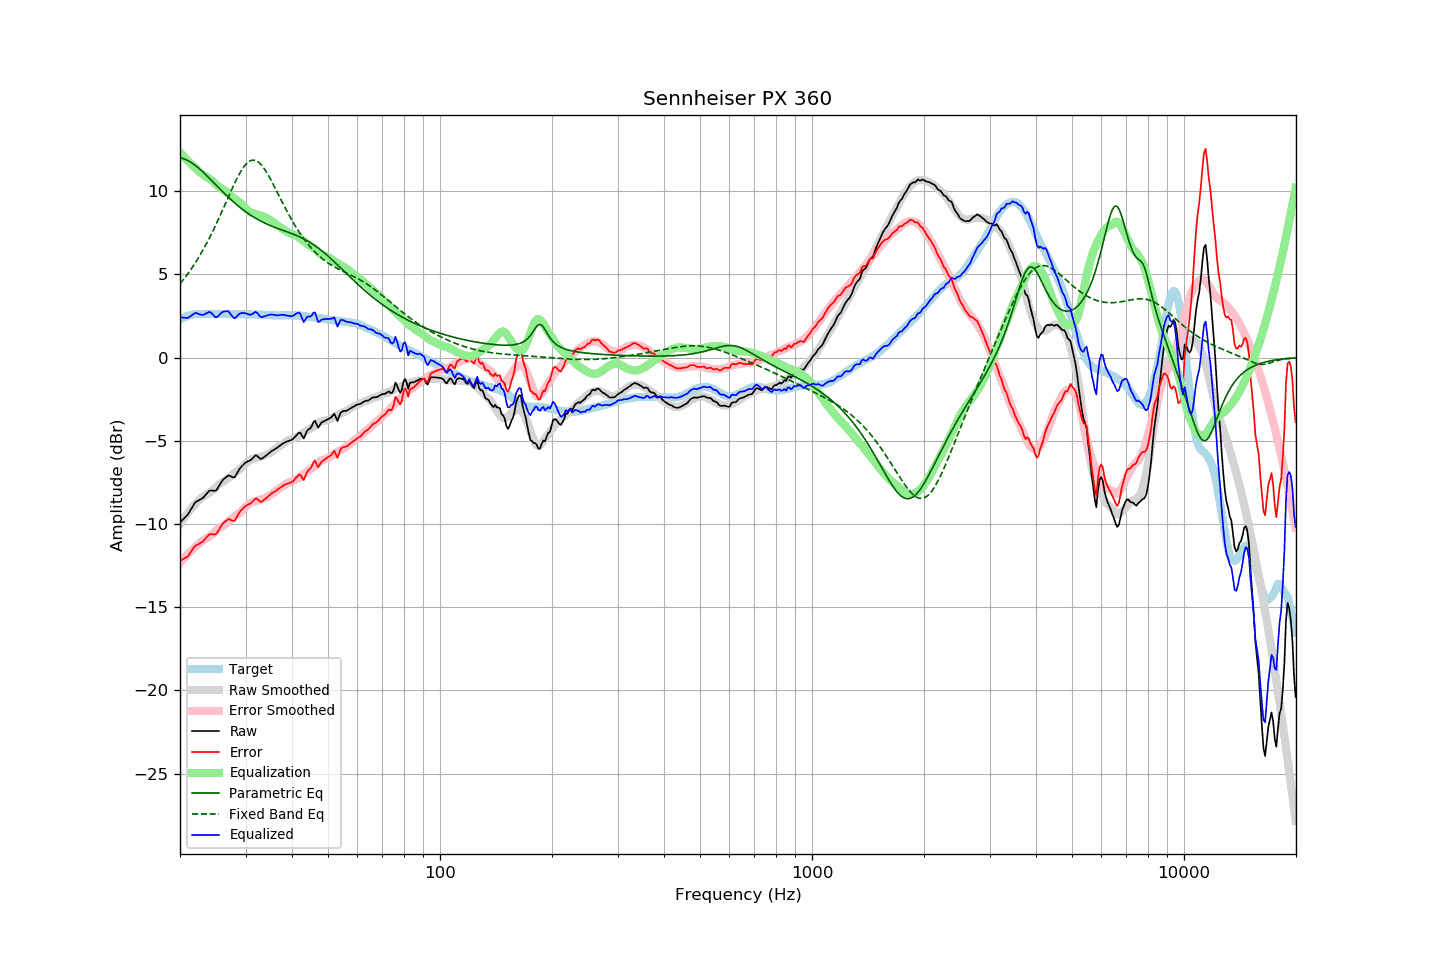 Sennheiser PX 360
10
5
0
−5
−10
−15
−20
−25
Amplitude (dBr)
Target
Raw Smoothed
Error Smoothed
Raw
Error
Equalization
Parametric Eq
Fixed Band Eq
Equalized
100
1000
10000
Frequency (Hz)